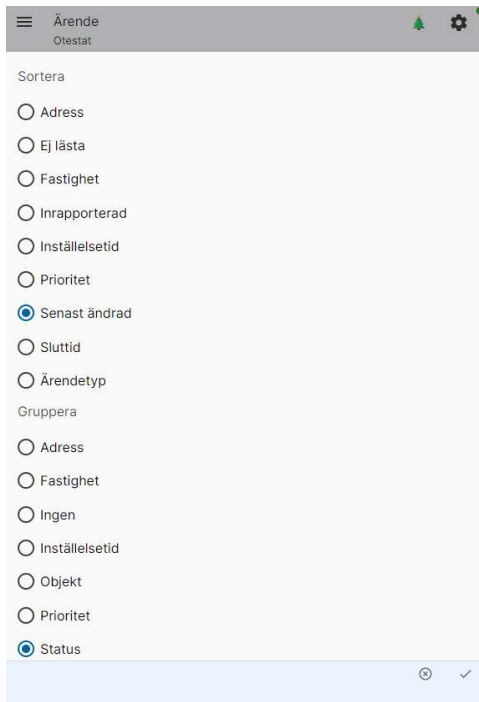 Ärende
Otestat
Sortera
Adress
Ej lästa
Fastighet
Inrapporterad
Inställelsetid
Prioritet
Senast ändrad
Sluttid
Ärendetyp
Gruppera
Adress
Fastighet
Ingen
Inställelsetid
Objekt
Prioritet
Status